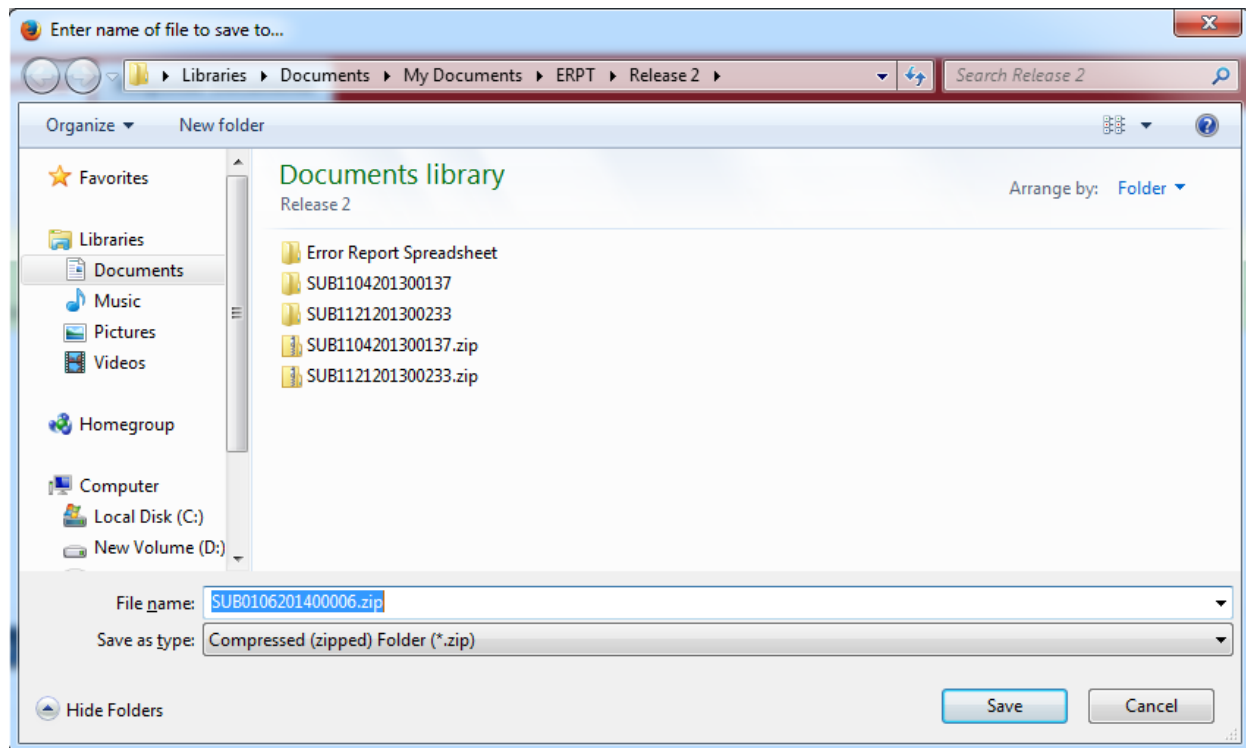 Enter name of file to save to...
Libraries Documents My Documents ERPT Release 2 Search Release 2
Organize New folder
Favorites
Libraries
Documents
Music
Pictures
Videos
Homegroup
Computer
Local Disk (C:)
New Volume (D:)
Documents library
Release 2
Arrange by: Folder
Error Report Spreadsheet
SUB1104201300137
SUB1121201300233
SUB1104201300137.zip
SUB1121201300233.zip
File name: SUB0106201400006.zip
Save as type: Compressed (zipped) Folder (*.zip)
Hide Folders Save Cancel